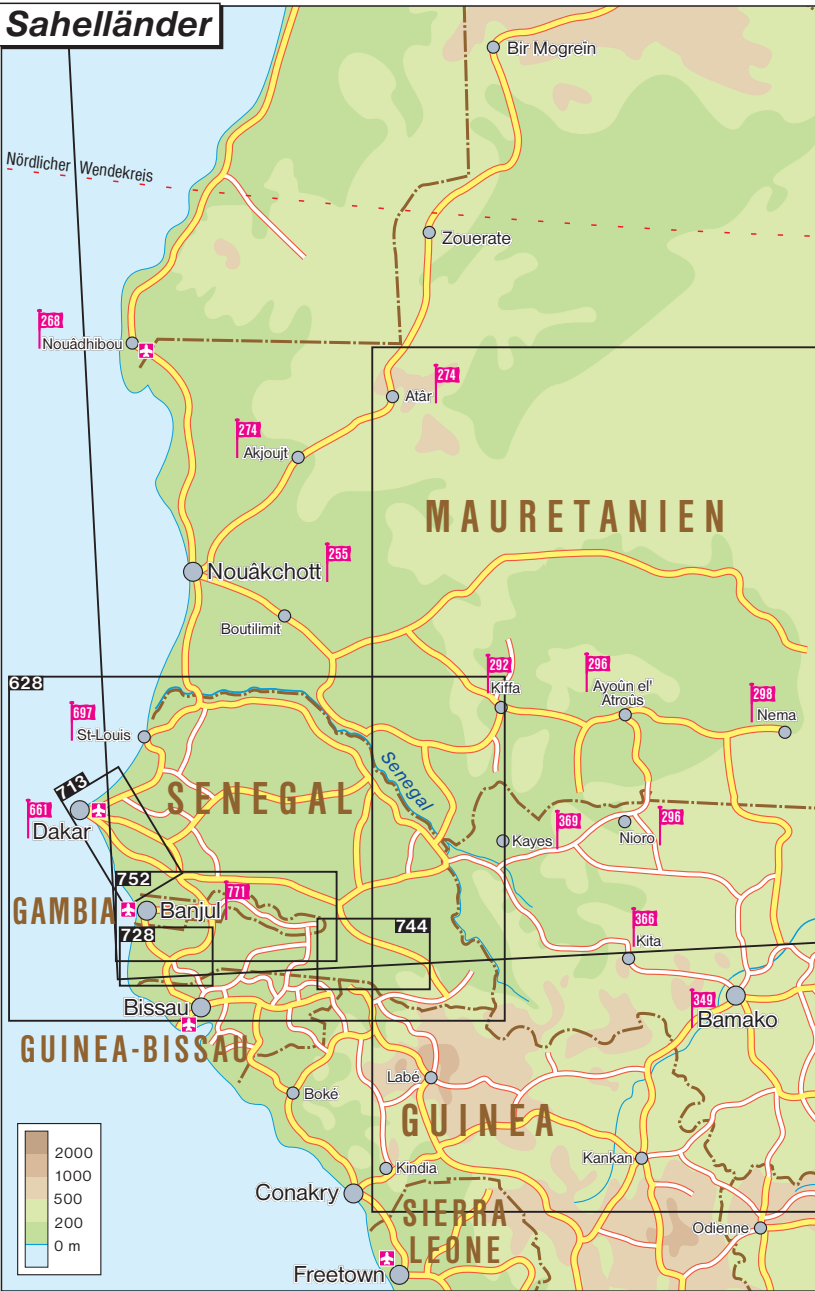 Sahelländer
Bir Mogrein
Nördlicher Wendekreis
Zouerate
268
Nouâdhibou
274
Atâr
274
Akjoujt
MAURETANIEN
255
Nouâkchott
Boutilimit
628
292
Kiffa
296
Ayoûn el'
Atroûs
298
Nema
697
St-Louis
Senegal
713
SENEGAL
661
Dakar
369
Kayes
296
Nioro
752
771
GAMBIA
Banjul
744
728
366
Kita
Bissau
349
Bamako
GUINEA-BISSAU
Labé
Boké
GUINEA
2000
1000
500
200
0 m
Kankan
Kindia
Conakry
SIERRA
LEONE
Odienne
Freetown